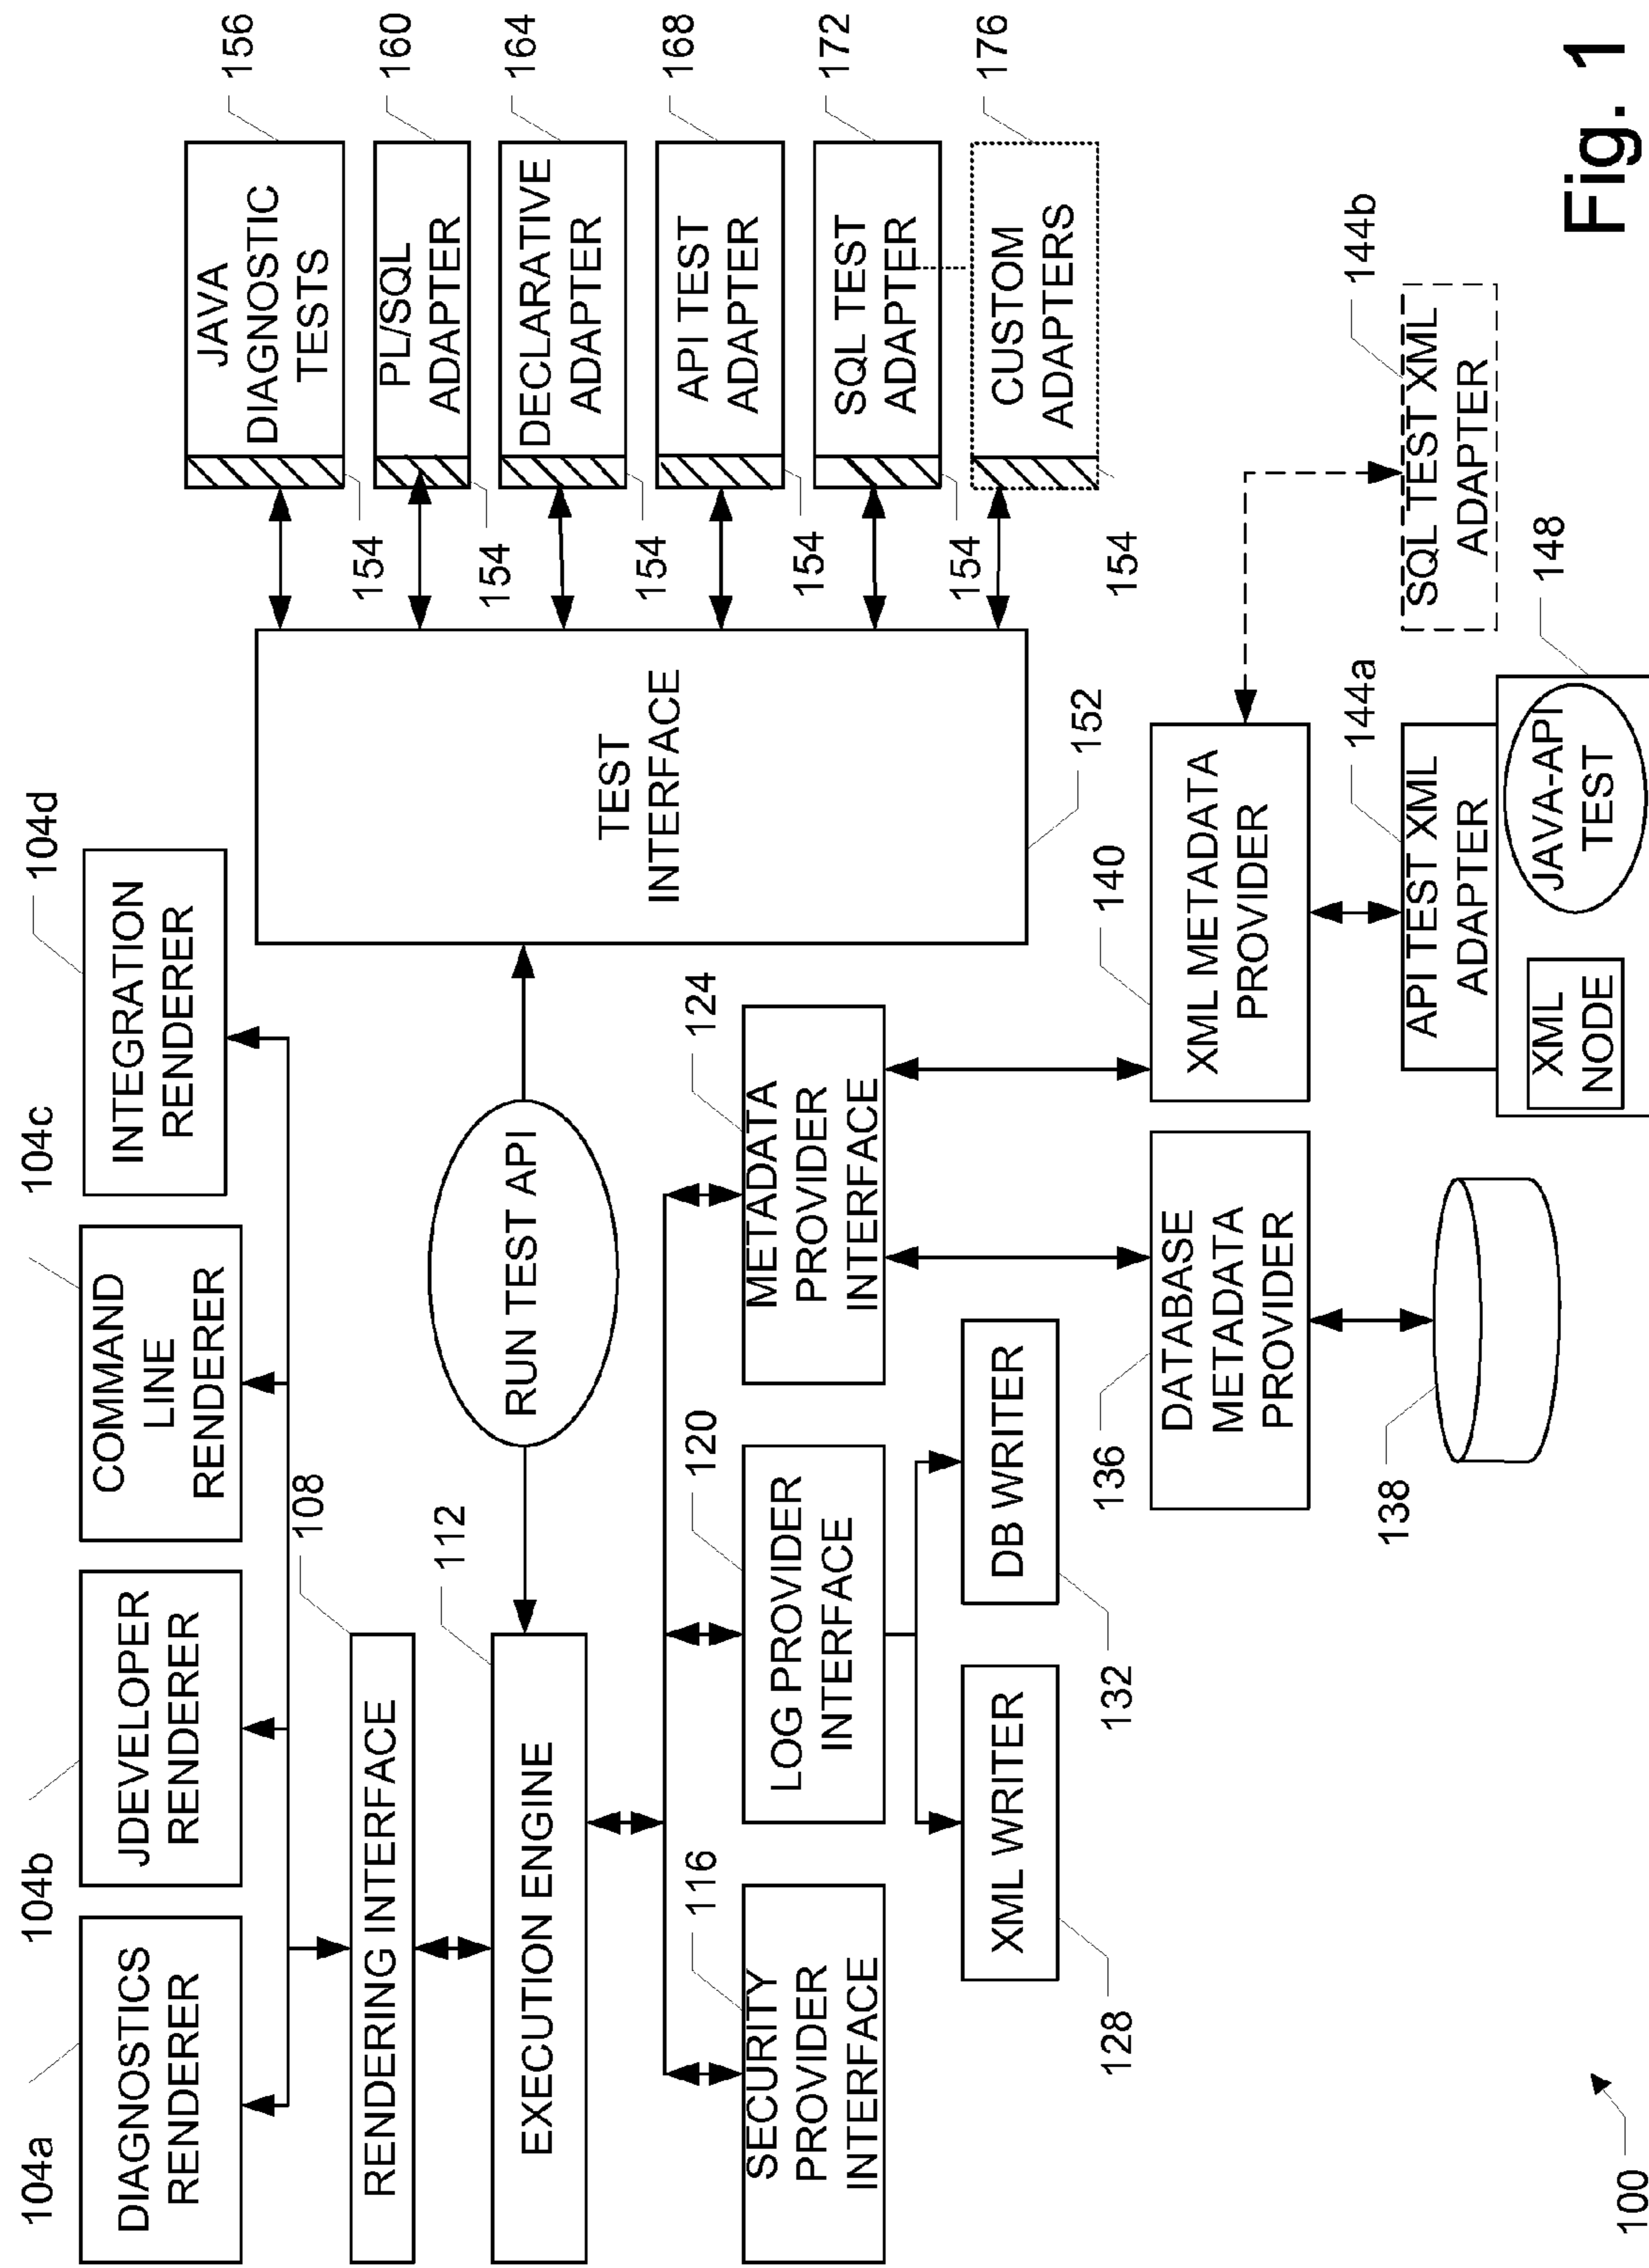 104a
104b
104c
104d
DIAGNOSTICS
RENDERER
JDEVELOPER
RENDERER
COMMAND
LINE
RENDERER
INTEGRATION
RENDERER
108
RENDERING INTERFACE
112
EXECUTION ENGINE
RUN TEST API
TEST
INTERFACE
152
116
SECURITY
PROVIDER
INTERFACE
120
LOG PROVIDER
INTERFACE
124
METADATA
PROVIDER
INTERFACE
XML WRITER
128
DB WRITER
132
136
DATABASE
METADATA
PROVIDER
138
140
XML METADATA
PROVIDER
144a
API TEST XML
ADAPTER
XML
NODE
JAVA-API
TEST
148
144b
SQL TEST XML
ADAPTER
JAVA
DIAGNOSTIC
TESTS
156
154
PL/SQL
ADAPTER
160
154
DECLARATIVE
ADAPTER
164
154
API TEST
ADAPTER
168
154
SQL TEST
ADAPTER
172
154
CUSTOM
ADAPTERS
176
154
100
Fig. 1